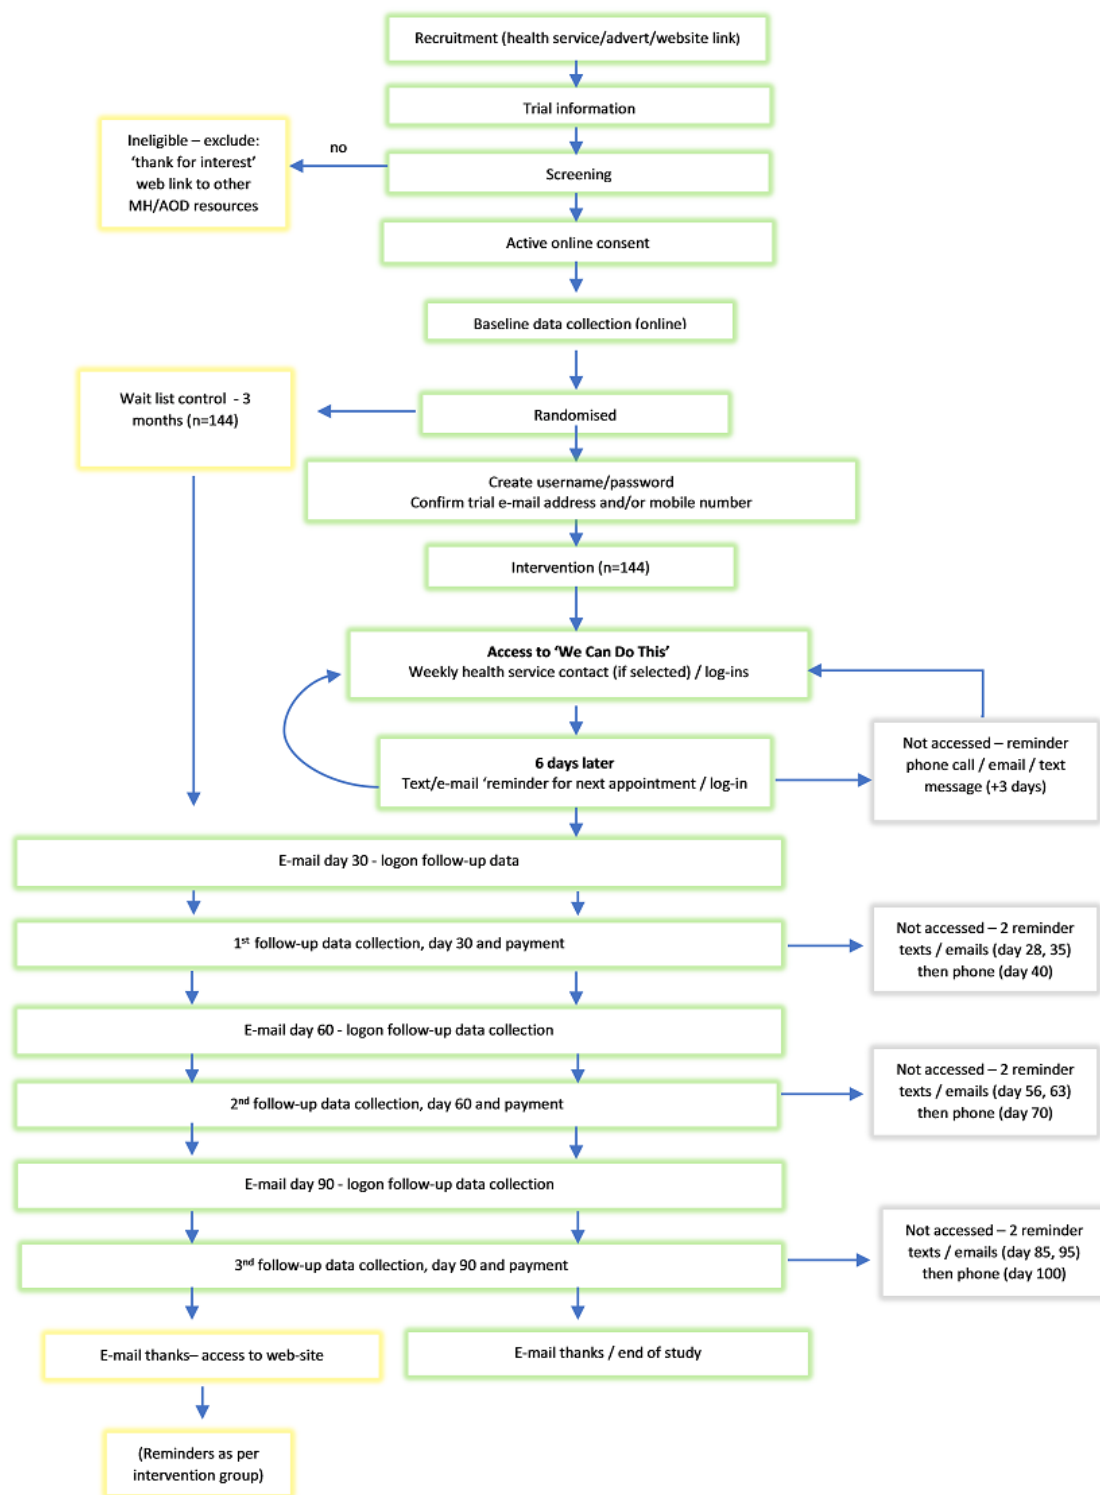 Recruitment (health service/advert/website link)
Trial information
Ineligible – exclude:
'thank for interest'
web link to other
MH/AOD resources
no
Screening
Active online consent
Baseline data collection (online)
Wait list control - 3
months (n=144)
Randomised
Create username/password
Confirm trial e-mail address and/or mobile number
Intervention (n=144)
Access to 'We Can Do This'
Weekly health service contact (if selected) / log-ins
6 days later
Text/e-mail 'reminder for next appointment / log-in
Not accessed – reminder
phone call / email / text
message (+3 days)
E-mail day 30 - logon follow-up data
1st follow-up data collection, day 30 and payment
Not accessed – 2 reminder
texts / emails (day 28, 35)
then phone (day 40)
E-mail day 60 - logon follow-up data collection
2nd follow-up data collection, day 60 and payment
Not accessed – 2 reminder
texts / emails (day 56, 63)
then phone (day 70)
E-mail day 90 - logon follow-up data collection
3nd follow-up data collection, day 90 and payment
Not accessed – 2 reminder
texts / emails (day 85, 95)
then phone (day 100)
E-mail thanks– access to web-site
E-mail thanks / end of study
(Reminders as per
intervention group)